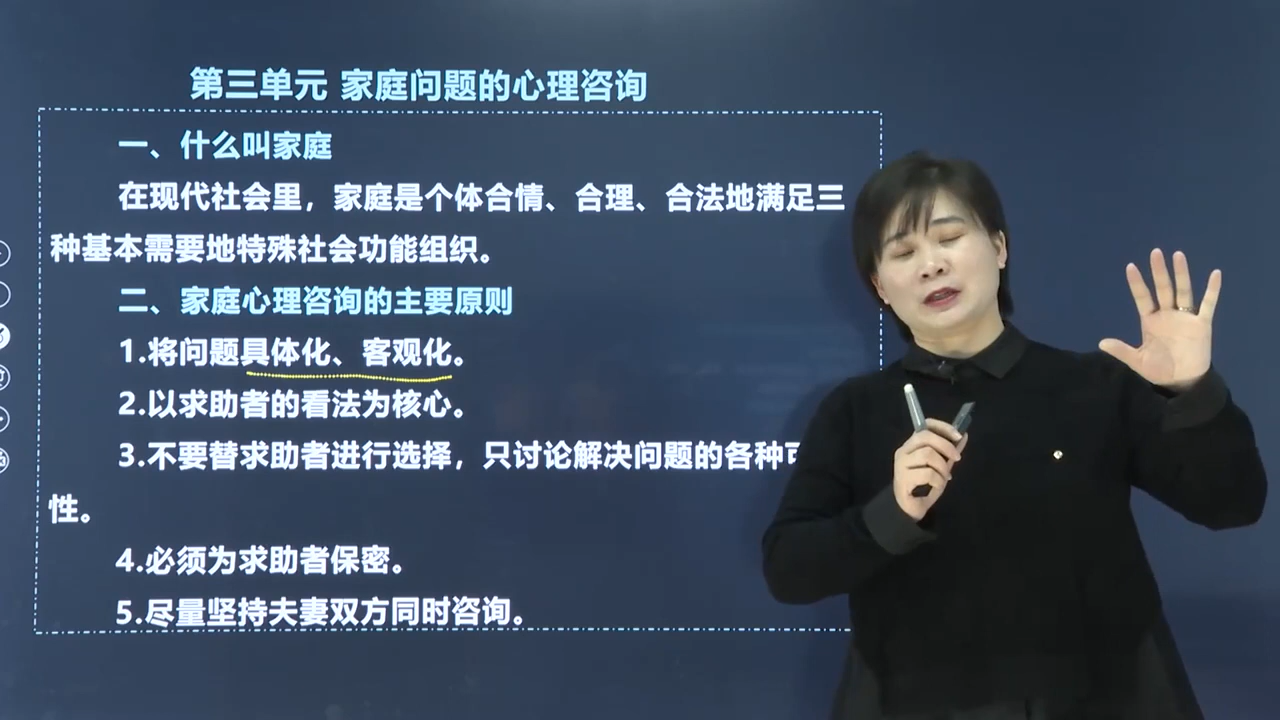 第三单元 家庭问题的心理咨询
一、什么叫家庭
在现代社会里，家庭是个体合情、合理、合法地满足三
种基本需要地特殊社会功能组织。
二、家庭心理咨询的主要原则
1.将问题具体化、客观化。
2.以求助者的看法为核心。
3.不要替求助者进行选择，只讨论解决问题的各种
性。
4.必须为求助者保密。
5.尽量坚持夫妻双方同时咨询。